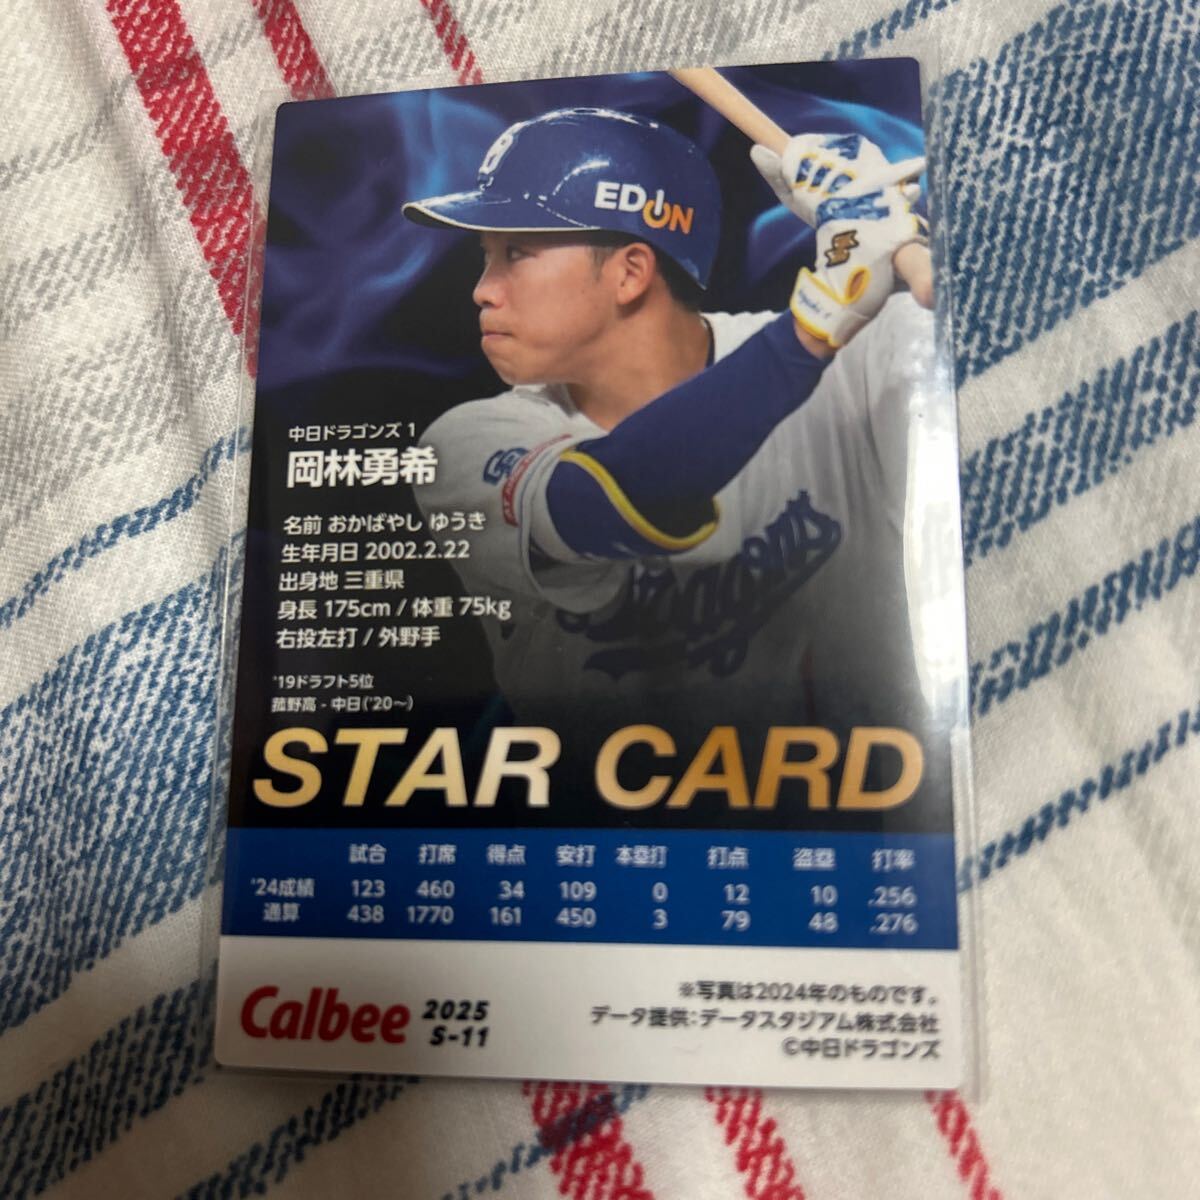 EDION
中日ドラゴンズ 1
岡林勇希
名前 おかばやし ゆうき
生年月日 2002.2.22
出身地 三重県
身長 175cm / 体重 75kg
右投左打 / 外野手
'19ドラフト5位
菰野高 - 中日('20〜)
Dragons
STAR CARD
試合 打席 得点 安打 本塁打 打点 盗塁 打率
'24成績 123 460 34 109 0 12 10 .256
通算 438 1770 161 450 3 79 48 .276
Calbee 2025
S-11
※写真は2024年のものです。
データ提供:データスタジアム株式会社
©中日ドラゴンズ